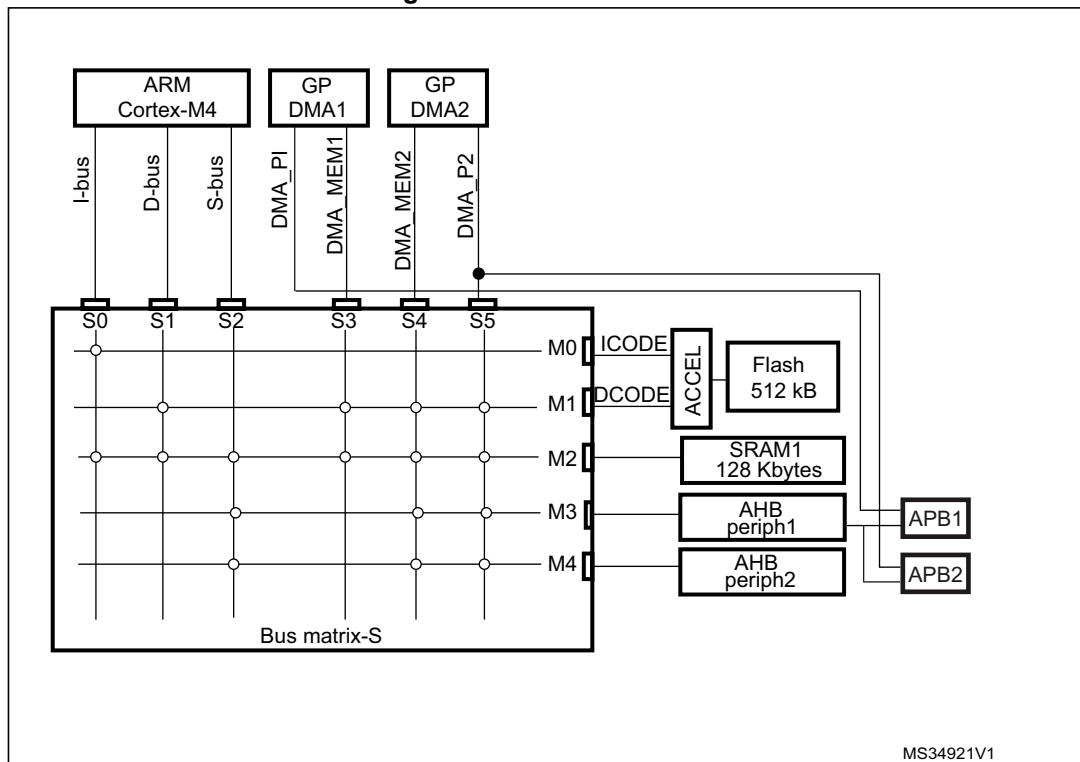 ARM
Cortex-M4
GP
DMA1
GP
DMA2
I-bus
D-bus
S-bus
DMA_PI
DMA_MEM1
DMA_MEM2
DMA_P2
S0 S1 S2 S3 S4 S5
M0
ICODE
M1
DCODE
ACCEL
Flash
512 kB
M2
SRAM1
128 Kbytes
M3
AHB
periph1
APB1
M4
AHB
periph2
APB2
Bus matrix-S
MS34921V1